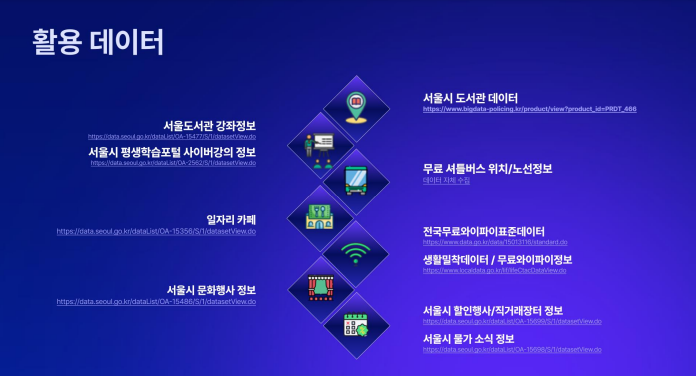 활용 데이터
서울시 도서관 데이터
https://www.bigdata-policing.kr/product/view?product_id=PRDT_466
서울도서관 강좌정보
https://data.seoul.go.kr/dataList/OA-15477/S/1/datasetView.do
서울시 평생학습포털 사이버강의 정보
https://data.seoul.go.kr/dataList/OA-2562/S/1/datasetView.do
무료 셔틀버스 위치/노선정보
데이터 자체 수집
일자리 카페
https://data.seoul.go.kr/dataList/OA-15356/S/1/datasetView.do
전국무료와이파이표준데이터
https://www.data.go.kr/data/15013116/standard.do
생활밀착데이터 / 무료와이파이정보
https://www.localdata.go.kr/lif/lifeCtacDataView.do
서울시 문화행사 정보
https://data.seoul.go.kr/dataList/OA-15486/S/1/datasetView.do
서울시 할인행사/직거래장터 정보
https://data.seoul.go.kr/dataList/OA-15699/S/1/datasetView.do
서울시 물가 소식 정보
https://data.seoul.go.kr/dataList/OA-15698/S/1/datasetView.do